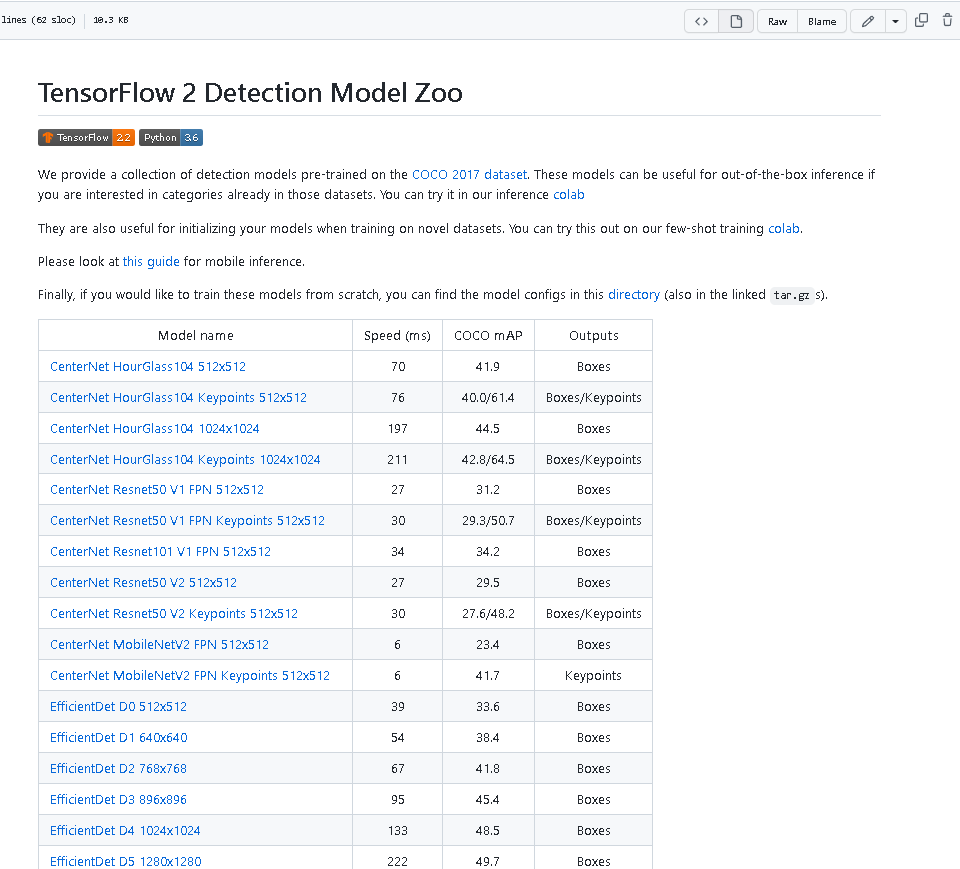 lines (62 sloc) 10.3 KB Raw Blame
TensorFlow 2 Detection Model Zoo
TensorFlow 2.2 Python 3.6
We provide a collection of detection models pre-trained on the COCO 2017 dataset. These models can be useful for out-of-the-box inference if
you are interested in categories already in those datasets. You can try it in our inference colab
They are also useful for initializing your models when training on novel datasets. You can try this out on our few-shot training colab.
Please look at this guide for mobile inference.
Finally, if you would like to train these models from scratch, you can find the model configs in this directory (also in the linked tar.gz s).
Model name Speed (ms) COCO mAP Outputs
CenterNet HourGlass104 512x512 70 41.9 Boxes
CenterNet HourGlass104 Keypoints 512x512 76 40.0/61.4 Boxes/Keypoints
CenterNet HourGlass104 1024x1024 197 44.5 Boxes
CenterNet HourGlass104 Keypoints 1024x1024 211 42.8/64.5 Boxes/Keypoints
CenterNet Resnet50 V1 FPN 512x512 27 31.2 Boxes
CenterNet Resnet50 V1 FPN Keypoints 512x512 30 29.3/50.7 Boxes/Keypoints
CenterNet Resnet101 V1 FPN 512x512 34 34.2 Boxes
CenterNet Resnet50 V2 512x512 27 29.5 Boxes
CenterNet Resnet50 V2 Keypoints 512x512 30 27.6/48.2 Boxes/Keypoints
CenterNet MobileNetV2 FPN 512x512 6 23.4 Boxes
CenterNet MobileNetV2 FPN Keypoints 512x512 6 41.7 Keypoints
EfficientDet D0 512x512 39 33.6 Boxes
EfficientDet D1 640x640 54 38.4 Boxes
EfficientDet D2 768x768 67 41.8 Boxes
EfficientDet D3 896x896 95 45.4 Boxes
EfficientDet D4 1024x1024 133 48.5 Boxes
EfficientDet D5 1280x1280 222 49.7 Boxes